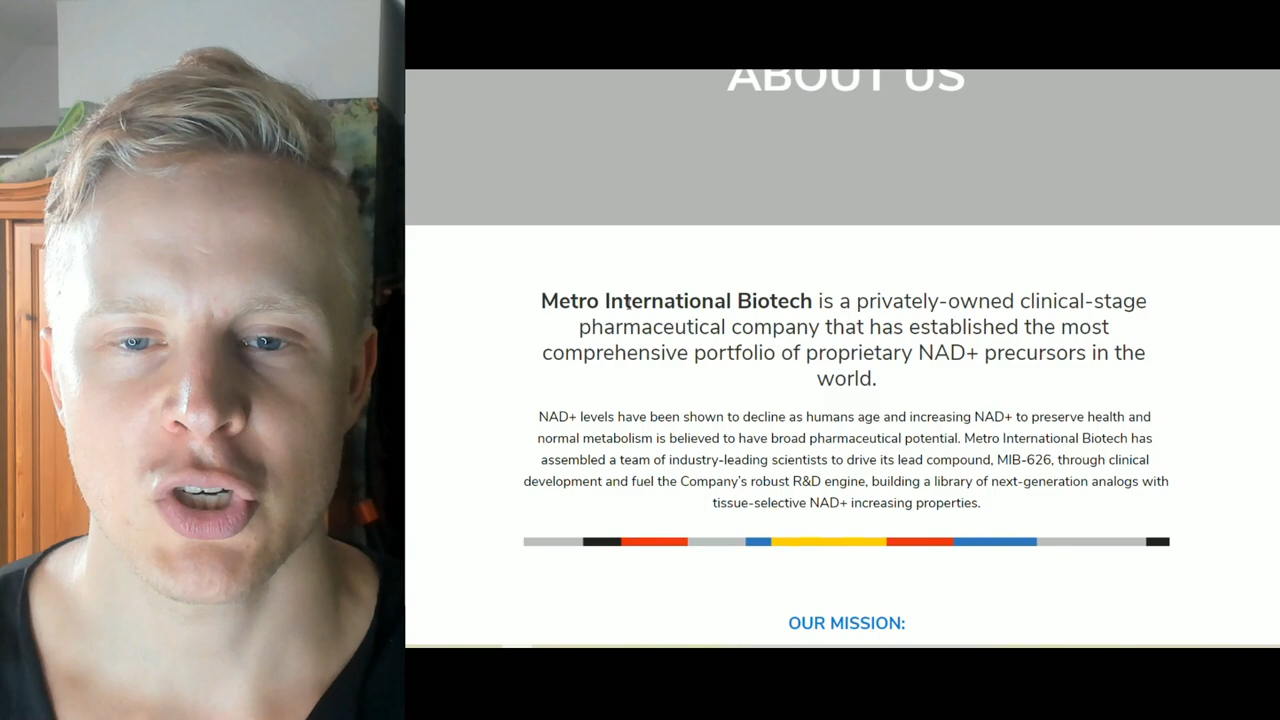 ABOUT US
Metro International Biotech is a privately-owned clinical-stage
pharmaceutical company that has established the most
comprehensive portfolio of proprietary NAD+ precursors in the
world.
NAD+ levels have been shown to decline as humans age and increasing NAD+ to preserve health and
normal metabolism is believed to have broad pharmaceutical potential. Metro International Biotech has
assembled a team of industry-leading scientists to drive its lead compound, MIB-626, through clinical
development and fuel the Company's robust R&D engine, building a library of next-generation analogs with
tissue-selective NAD+ increasing properties.
OUR MISSION: